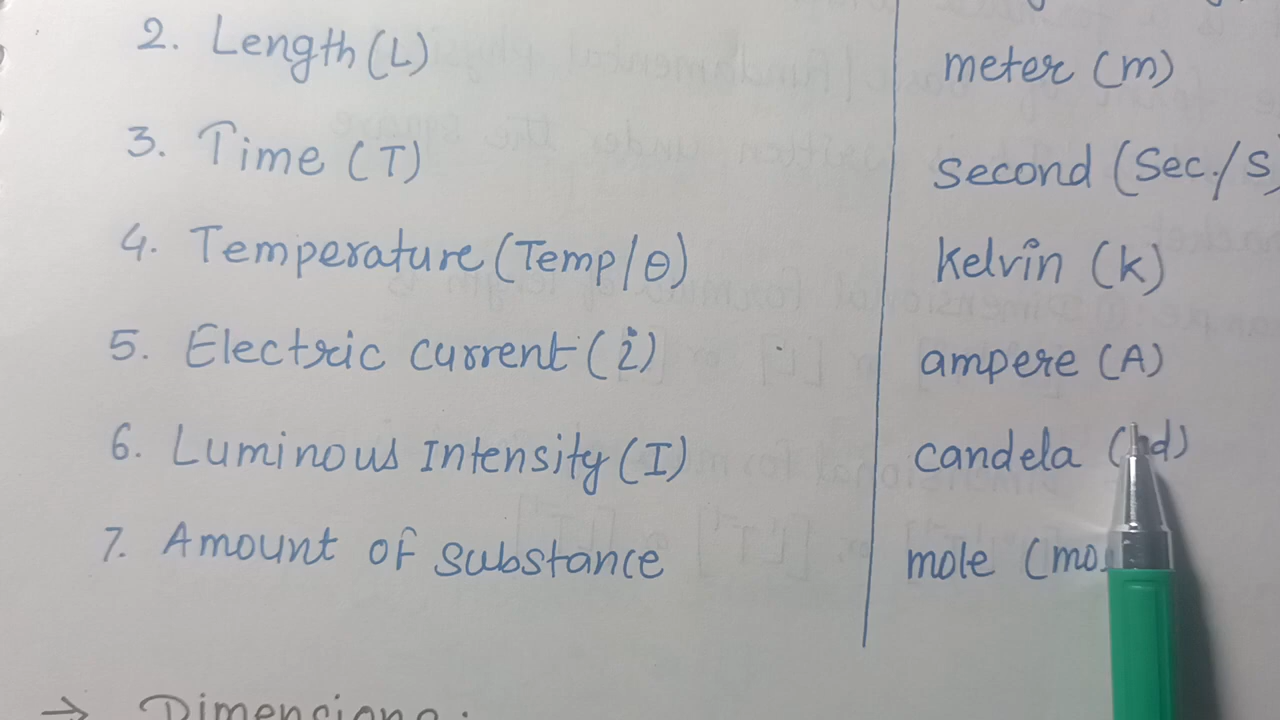 2. Length (L) meter (m)
3. Time (T) second (Sec./S)
4. Temperature (Temp/θ) kelvin (k)
5. Electric current (i) ampere (A)
6. Luminous Intensity (I) candela
7. Amount of substance mole
→ Dimensions: